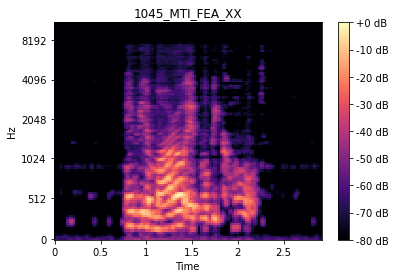 1045_MTI_FEA_XX
+0 dB
8192
-10 dB
-20 dB
4096
-30 dB
Hz
2048
-40 dB
1024
-50 dB
-60 dB
512
-70 dB
0
-80 dB
0 0.5 1 1.5 2 2.5
Time